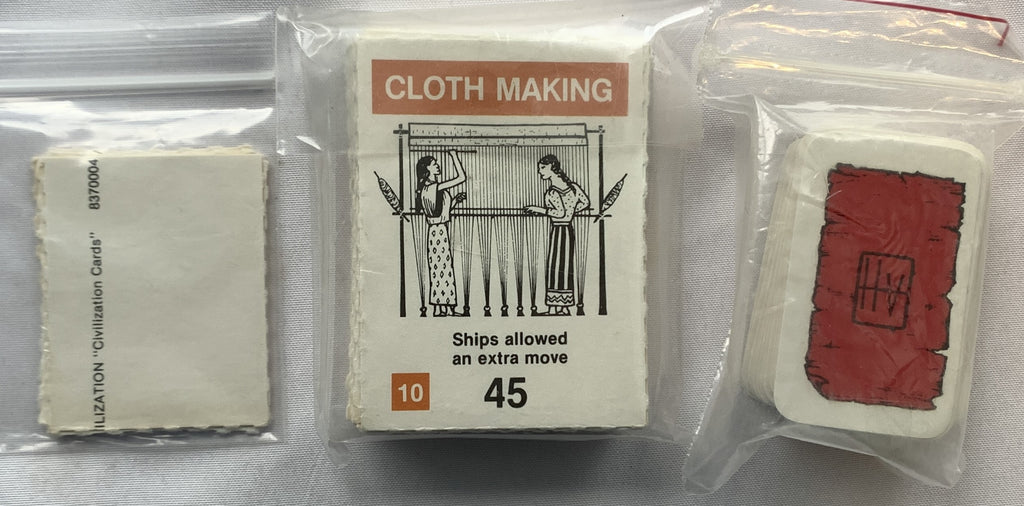 ILIZATION "Civilization Cards" 8370004
CLOTH MAKING
Ships allowed
an extra move
10
45